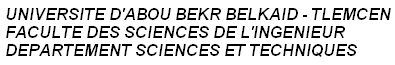 UNIVERSITE D'ABOU BEKR BELKAID - TLEMCEN
FACULTE DES SCIENCES DE L'INGENIEUR
DEPARTEMENT SCIENCES ET TECHNIQUES